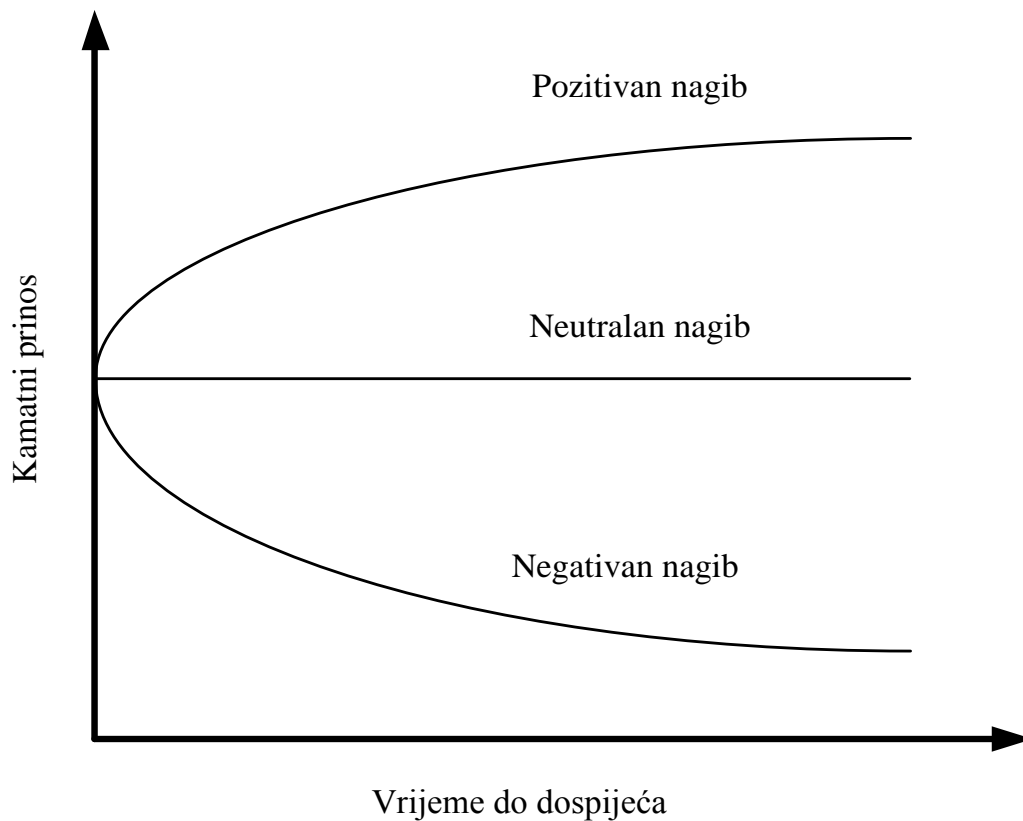 Pozitivan nagib
Neutralan nagib
Kamatni prinos
Negativan nagib
Vrijeme do dospijeća